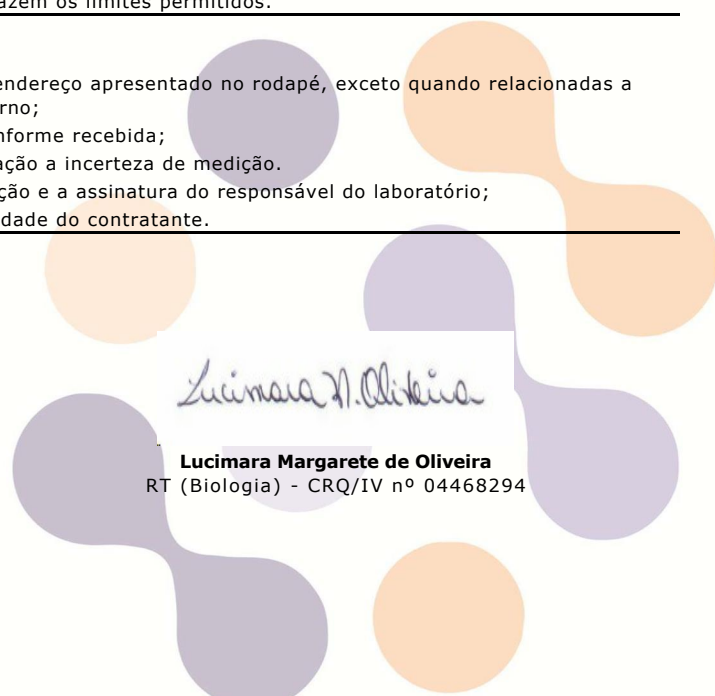 azem os limites permitidos.
endereço apresentado no rodapé, exceto quando relacionadas a
rno;
nforme recebida;
ação a incerteza de medição.
ção e a assinatura do responsável do laboratório;
dade do contratante.
Lucimara M. Oliveira
Lucimara Margarete de Oliveira
RT (Biologia) - CRQ/IV nº 04468294